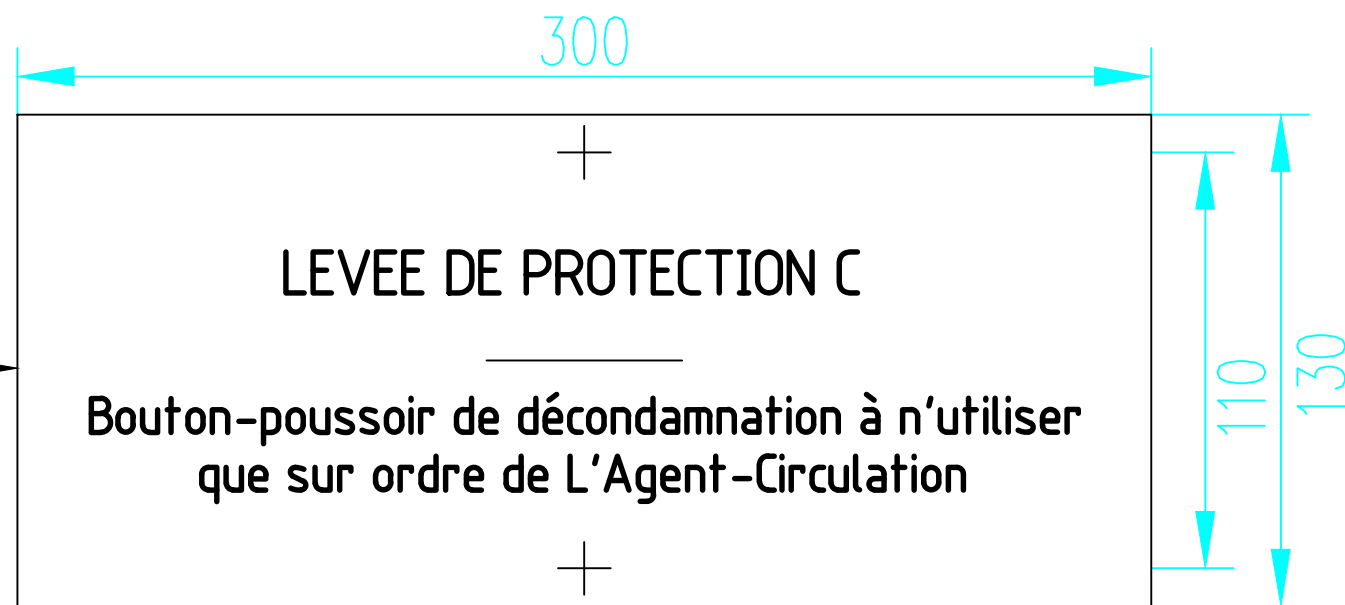 300
LEVEE DE PROTECTION C
Bouton-poussoir de décondamnation à n'utiliser
que sur ordre de L'Agent-Circulation
110
130